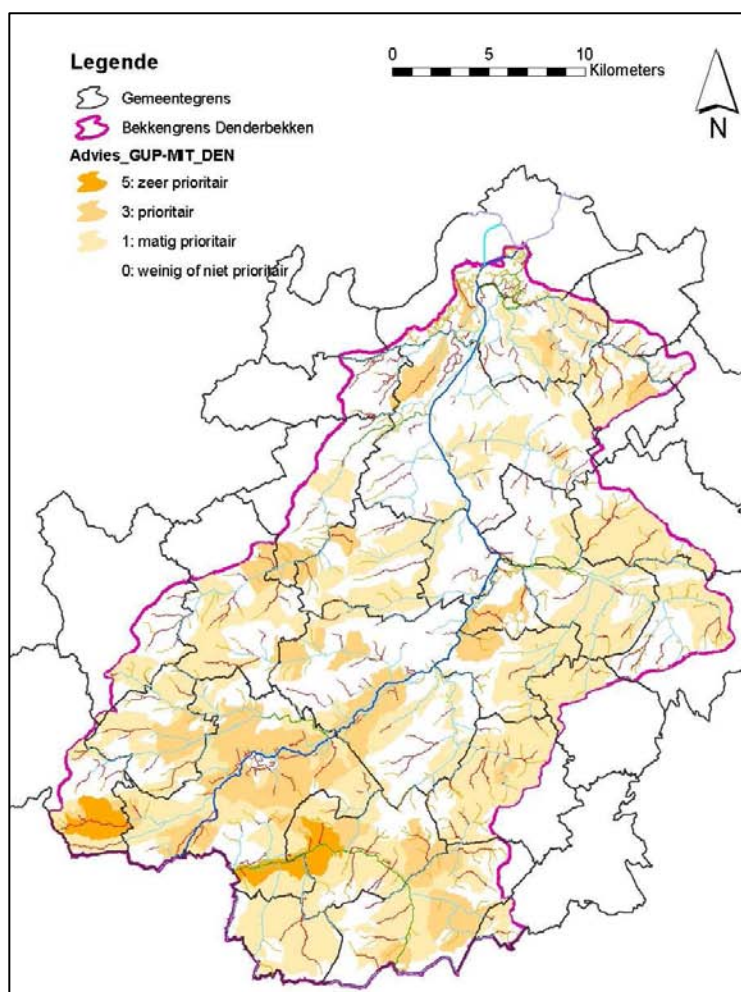 Legende
0 5 10
Kilometers
Gemeentegrens
Bekkengrens Denderbekken
N
Advies_GUP-MIT_DEN
5: zeer prioritair
3: prioritair
1: matig prioritair
0: weinig of niet prioritair